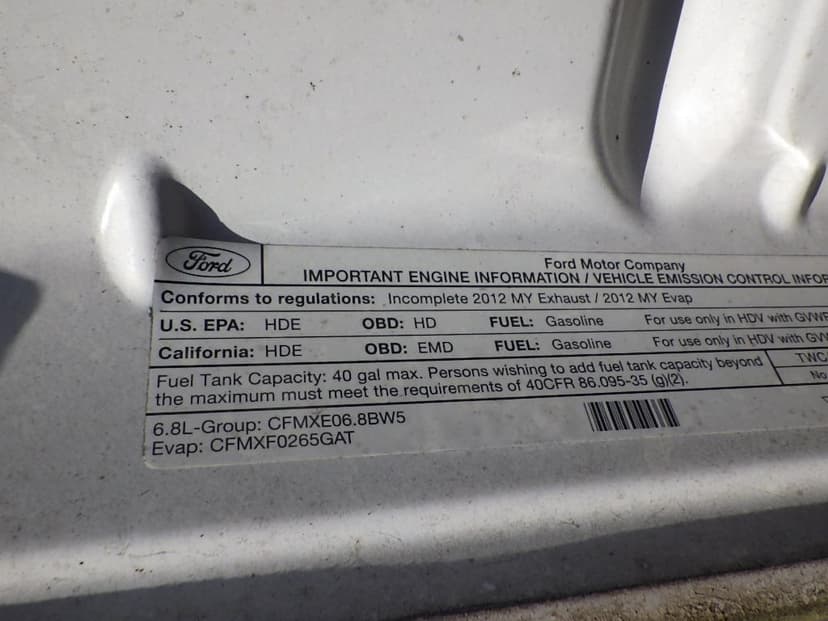 Ford
Ford Motor Company
IMPORTANT ENGINE INFORMATION / VEHICLE EMISSION CONTROL INFOR
Conforms to regulations: Incomplete 2012 MY Exhaust / 2012 MY Evap
U.S. EPA: HDE OBD: HD FUEL: Gasoline For use only in HDV with GVWR
California: HDE OBD: EMD FUEL: Gasoline For use only in HDV with GVW
Fuel Tank Capacity: 40 gal max. Persons wishing to add fuel tank capacity beyond
the maximum must meet the requirements of 40CFR 86.095-35 (g)(2).
TWC
No
6.8L-Group: CFMXE06.8BW5
Evap: CFMXF0265GAT